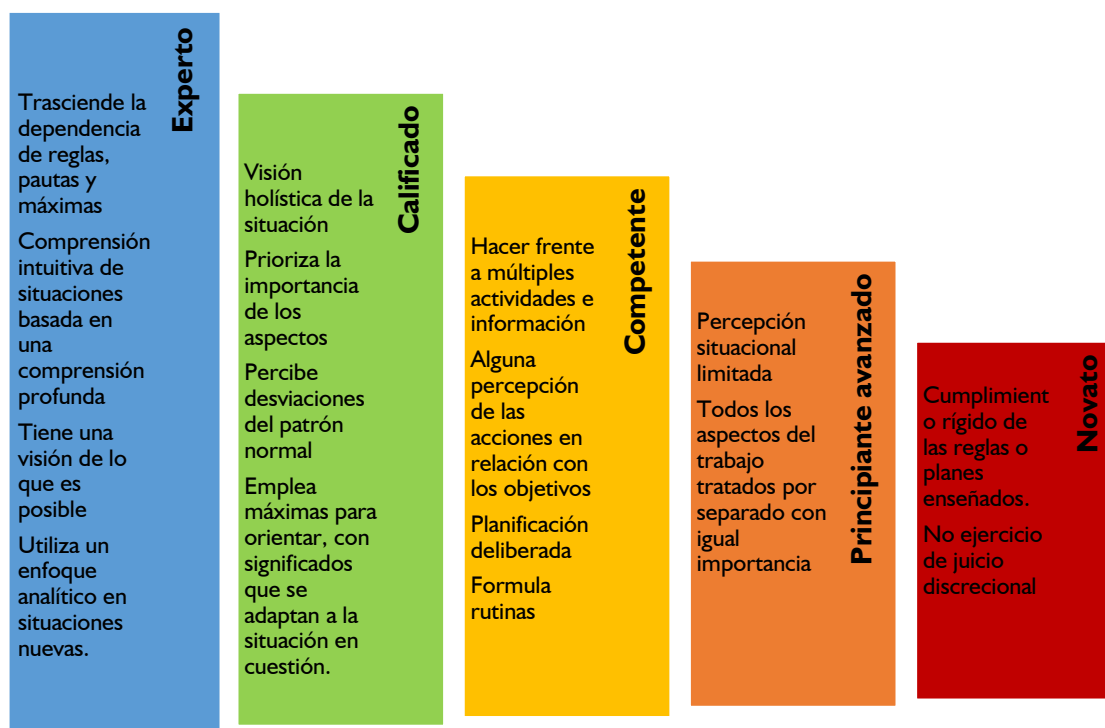 Experto
Trasciende la
dependencia
de reglas,
pautas y
máximas
Comprensión
intuitiva de
situaciones
basada en
una
comprensión
profunda
Tiene una
visión de lo
que es
posible
Utiliza un
enfoque
analítico en
situaciones
nuevas.
Calificado
Visión
holística de la
situación
Prioriza la
importancia
de los
aspectos
Percibe
desviaciones
del patrón
normal
Emplea
máximas para
orientar, con
significados
que se
adaptan a la
situación en
cuestión.
Competente
Hacer frente
a múltiples
actividades e
información
Alguna
percepción
de las
acciones en
relación con
los objetivos
Planificación
deliberada
Formula
rutinas
Principiante avanzado
Percepción
situacional
limitada
Todos los
aspectos del
trabajo
tratados por
separado con
igual
importancia
Novato
Cumplimient
o rígido de
las reglas o
planes
enseñados.
No ejercicio
de juicio
discrecional